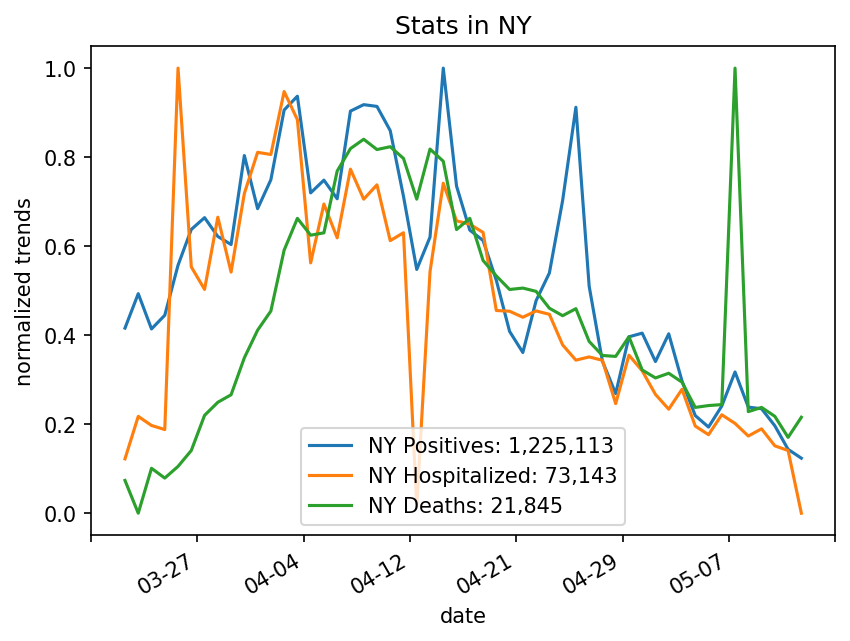 Stats in NY
1.0
0.8
0.6
0.4
0.2
0.0
normalized trends
NY Positives: 1,225,113
NY Hospitalized: 73,143
NY Deaths: 21,845
03-27
04-04
04-12
04-21
04-29
05-07
date